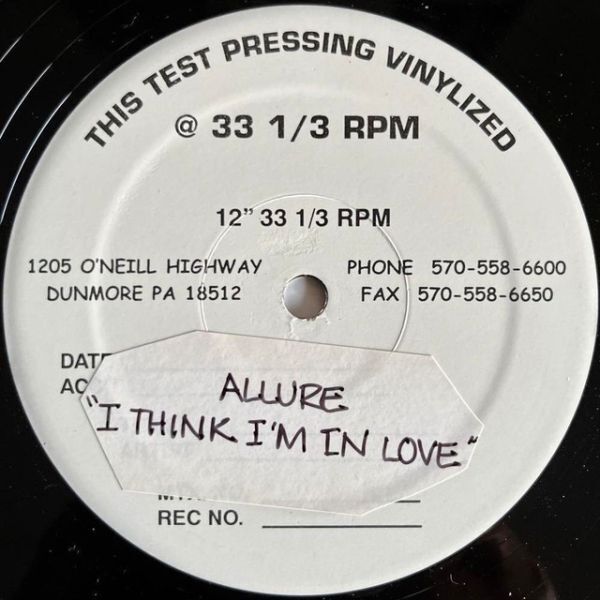 THIS TEST PRESSING VINYLIZED
@ 33 1/3 RPM
12” 33 1/3 RPM
1205 O'NEILL HIGHWAY
DUNMORE PA 18512
PHONE 570-558-6600
FAX 570-558-6650
ALLURE
"I THINK I'M IN LOVE"
REC NO.